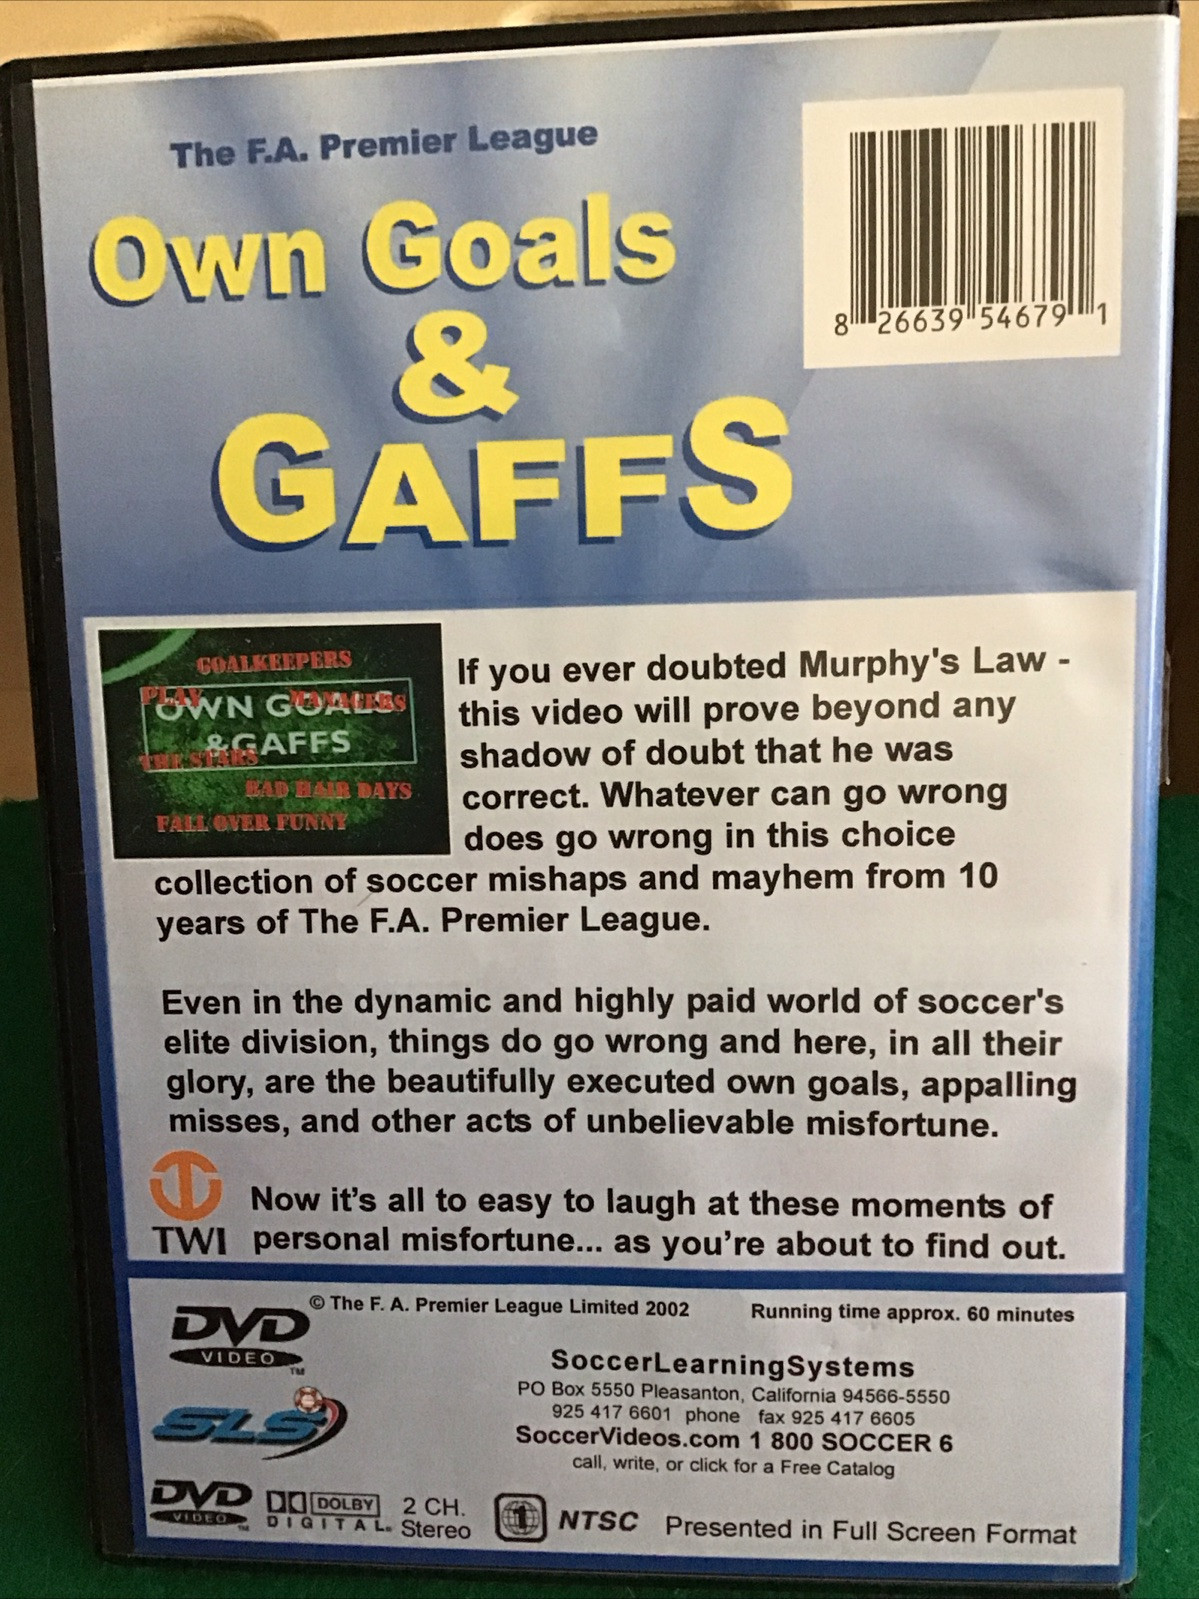 The F.A. Premier League
Own Goals
&
GAFFS
8 26639 54679 1
GOALKEEPERS
PLAY MANAGERS
OWN GOALS
&GAFFS
THE STARS
BAD HAIR DAYS
FALL OVER FUNNY
If you ever doubted Murphy's Law -
this video will prove beyond any
shadow of doubt that he was
correct. Whatever can go wrong
does go wrong in this choice
collection of soccer mishaps and mayhem from 10
years of The F.A. Premier League.
Even in the dynamic and highly paid world of soccer's
elite division, things do go wrong and here, in all their
glory, are the beautifully executed own goals, appalling
misses, and other acts of unbelievable misfortune.
Now it's all to easy to laugh at these moments of
TWI personal misfortune... as you're about to find out.
DVD
VIDEO
TM
© The F. A. Premier League Limited 2002 Running time approx. 60 minutes
SoccerLearningSystems
PO Box 5550 Pleasanton, California 94566-5550
925 417 6601 phone fax 925 417 6605
SoccerVideos.com 1 800 SOCCER 6
call, write, or click for a Free Catalog
SLS
DVD
VIDEO
TM
DOLBY
DIGITAL
2 CH.
Stereo
1
NTSC
Presented in Full Screen Format